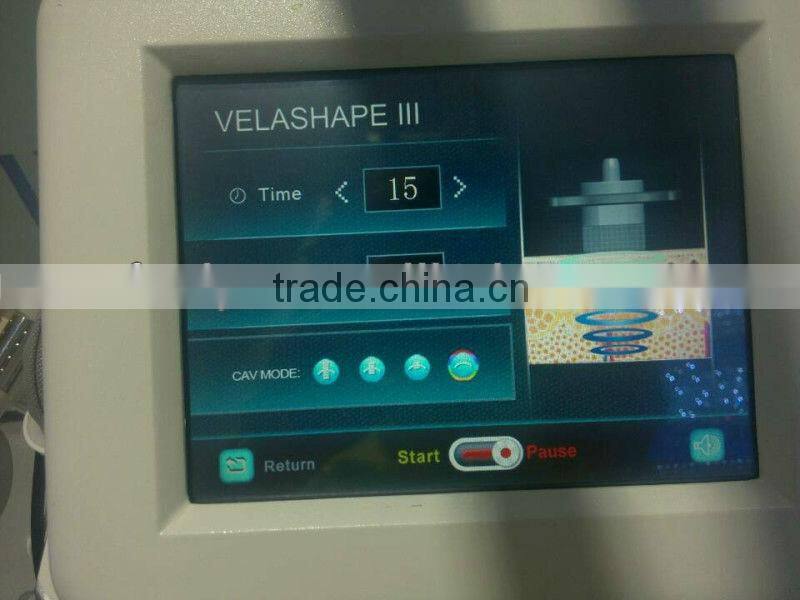 VELASHAPE III
Time
15
trade.china.cn
CAV MODE:
Return
Start
Pause